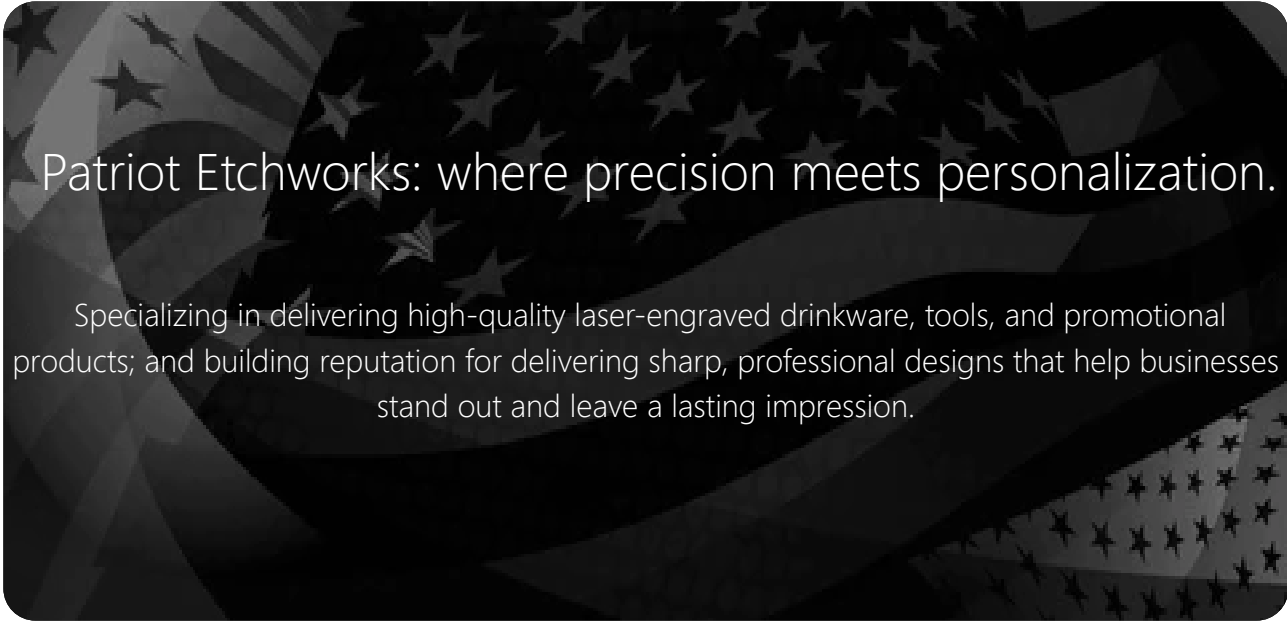 Patriot Etchworks: where precision meets personalization.
Specializing in delivering high-quality laser-engraved drinkware, tools, and promotional
products; and building reputation for delivering sharp, professional designs that help businesses
stand out and leave a lasting impression.